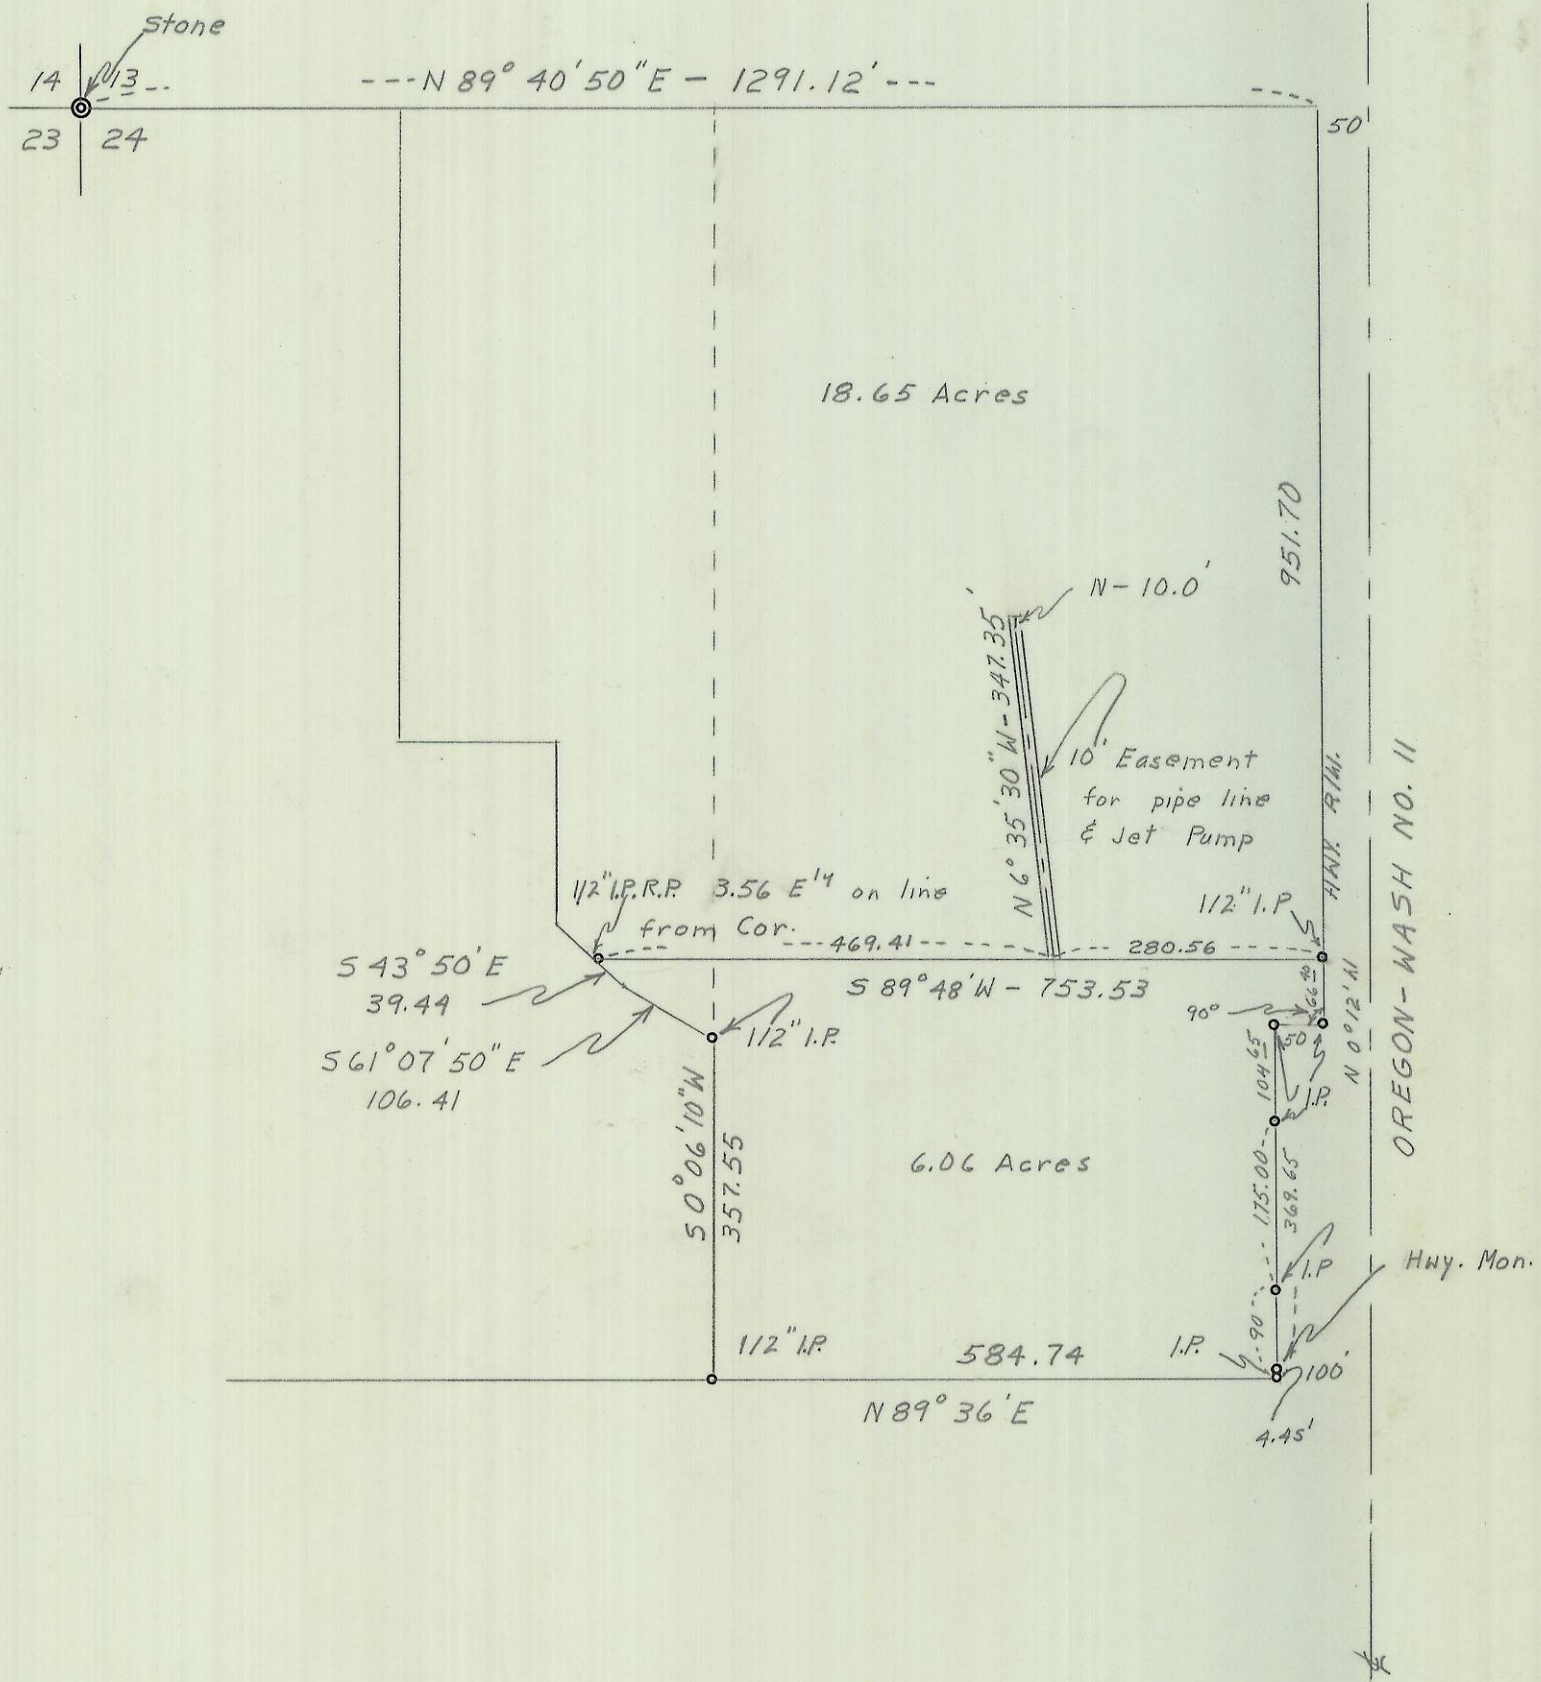 Stone
14 13
N 89° 40' 50" E - 1291.12'
23 24
50'
18.65 Acres
951.70
N - 10.0'
N 6° 35' 30" W - 347.35'
10" Easement
for pipe line
& Jet Pump
HWY. R/W.
OREGON - WASH NO. 11
1/2" I.P. R.P. 3.56 E'ly on line
from Cor.
1/2" I.P.
469.41
280.56
S 43° 50' E
39.44
S 89° 48' W - 753.53
66.40
90°
50
N 0° 12' W
S 61° 07' 50" E
106.41
1/2" I.P.
104.65
I.P.
S 0° 06' 10" W
357.55
6.06 Acres
175.00
369.65
I.P.
Hwy. Mon.
90
1/2" I.P.
584.74
I.P.
100'
N 89° 36' E
4.45'